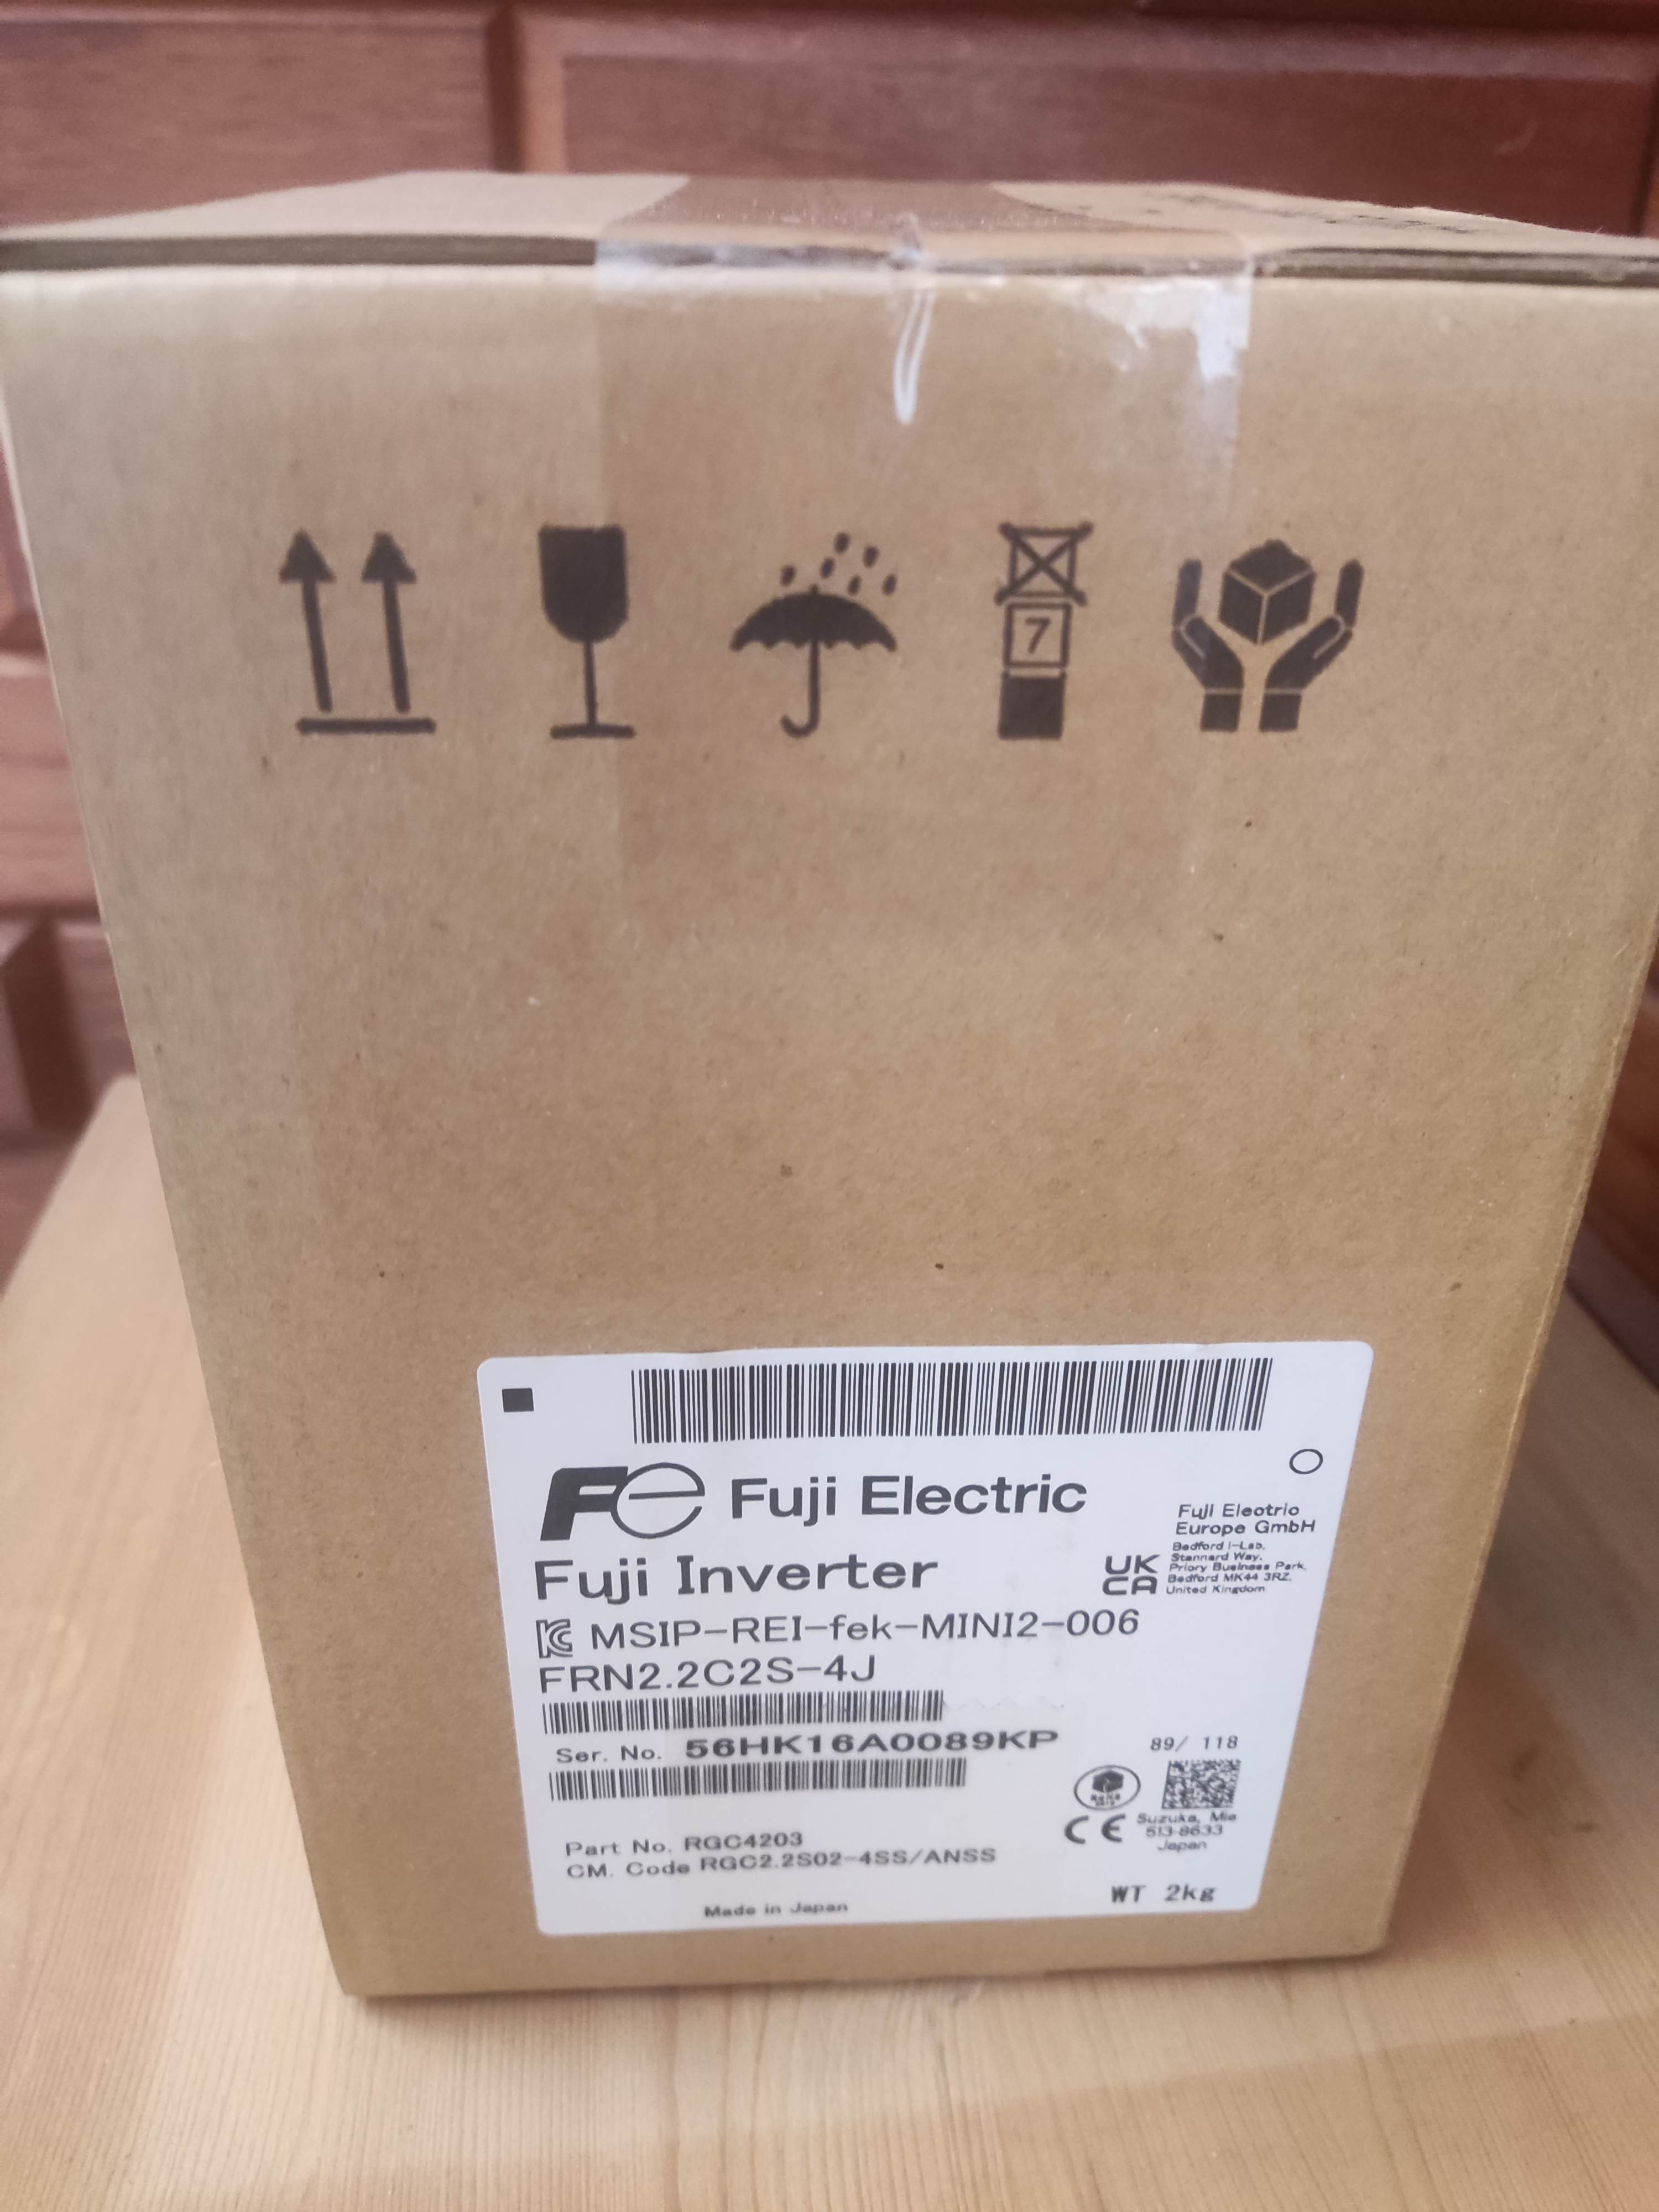 7
Fe Fuji Electric
Fuji Electric
Europe GmbH
Bedford i-Lab,
Stannard Way,
Priory Business Park,
Bedford MK44 3RZ,
United Kingdom
UK
CA
Fuji Inverter
MSIP-REI-fek-MINI2-006
FRN2.2C2S-4J
Ser. No. 56HK16A0089KP
89/ 118
CE
Suzuka, Mie
513-8633
Japan
Part No. RGC4203
CM. Code RGC2.2S02-4SS/ANSS
WT 2kg
Made in Japan